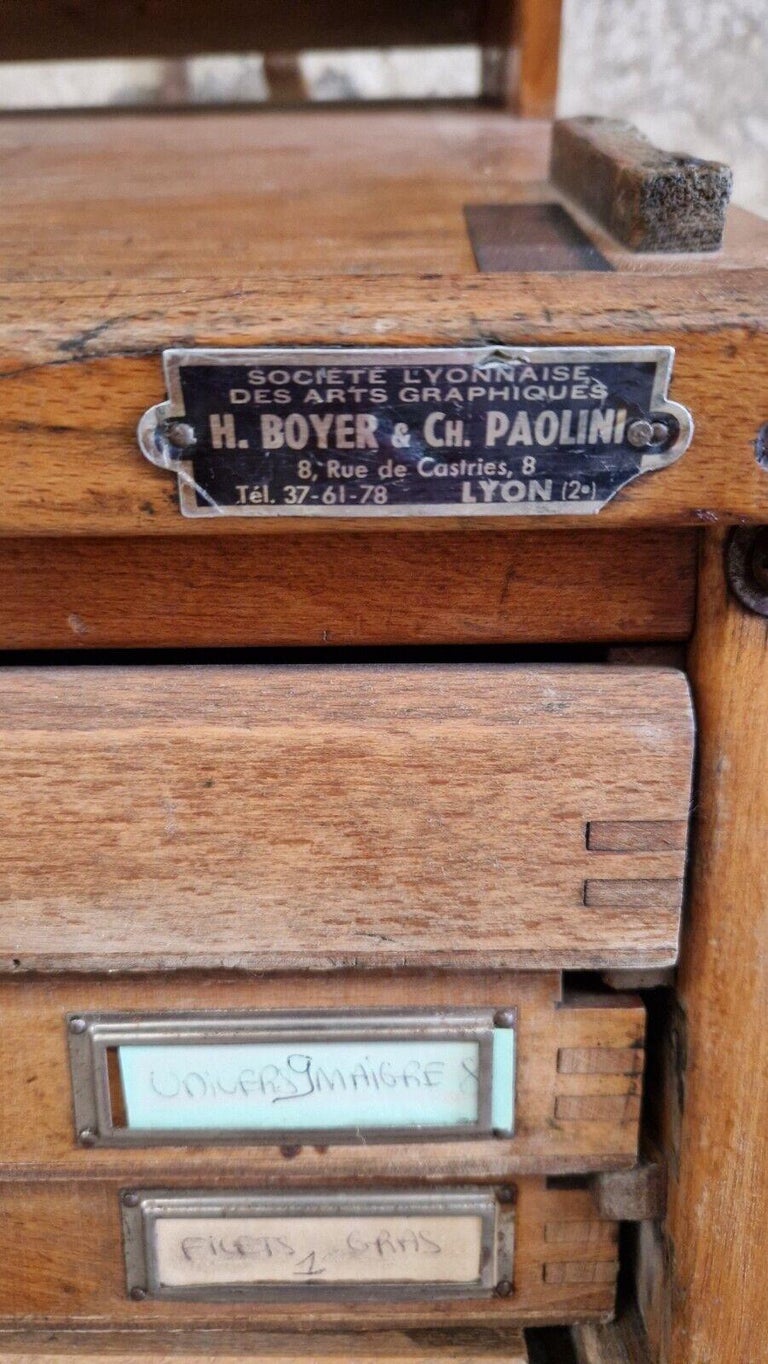 SOCIÉTÉ LYONNAISE
DES ARTS GRAPHIQUES
H. BOYER & CH. PAOLINI
8, Rue de Castries, 8
Tél. 37-61-78 LYON (2e)
UNIVERS 9 MAIGRE 8
FILETS 1 GRAS